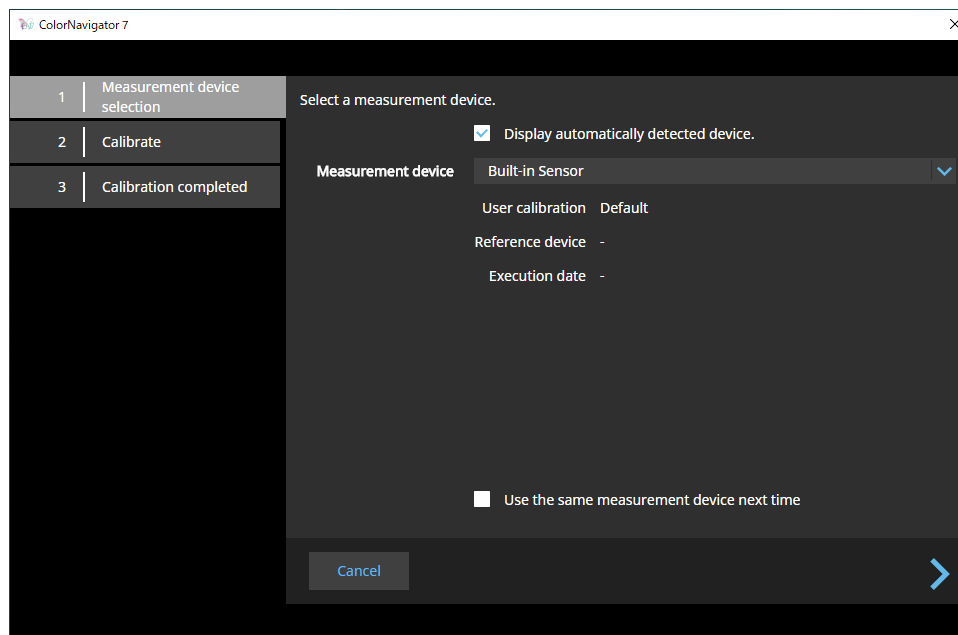 ColorNavigator 7
1 Measurement device
selection
2 Calibrate
3 Calibration completed
Select a measurement device.
Display automatically detected device.
Measurement device Built-in Sensor
User calibration Default
Reference device -
Execution date -
Use the same measurement device next time
Cancel